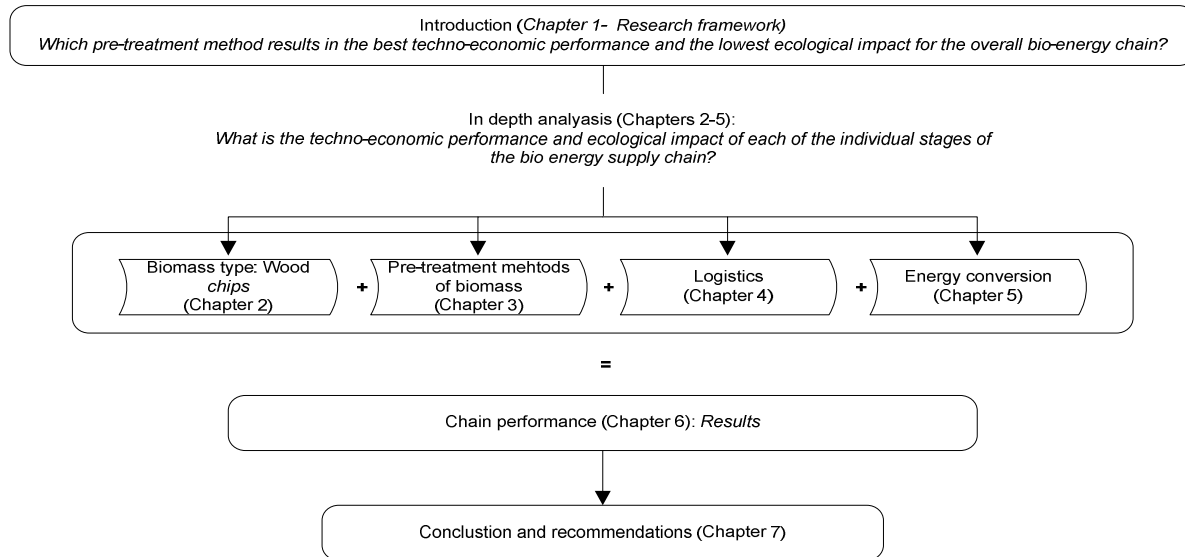 Introduction (Chapter 1- Research framework)
Which pre-treatment method results in the best techno-economic performance and the lowest ecological impact for the overall bio-energy chain?
In depth analyasis (Chapters 2-5):
What is the techno-economic performance and ecological impact of each of the individual stages of
the bio energy supply chain?
Biomass type: Wood
chips
(Chapter 2)
+
Pre-treatment mehtods
of biomass
(Chapter 3)
+
Logistics
(Chapter 4)
+
Energy conversion
(Chapter 5)
=
Chain performance (Chapter 6): Results
Conclustion and recommendations (Chapter 7)